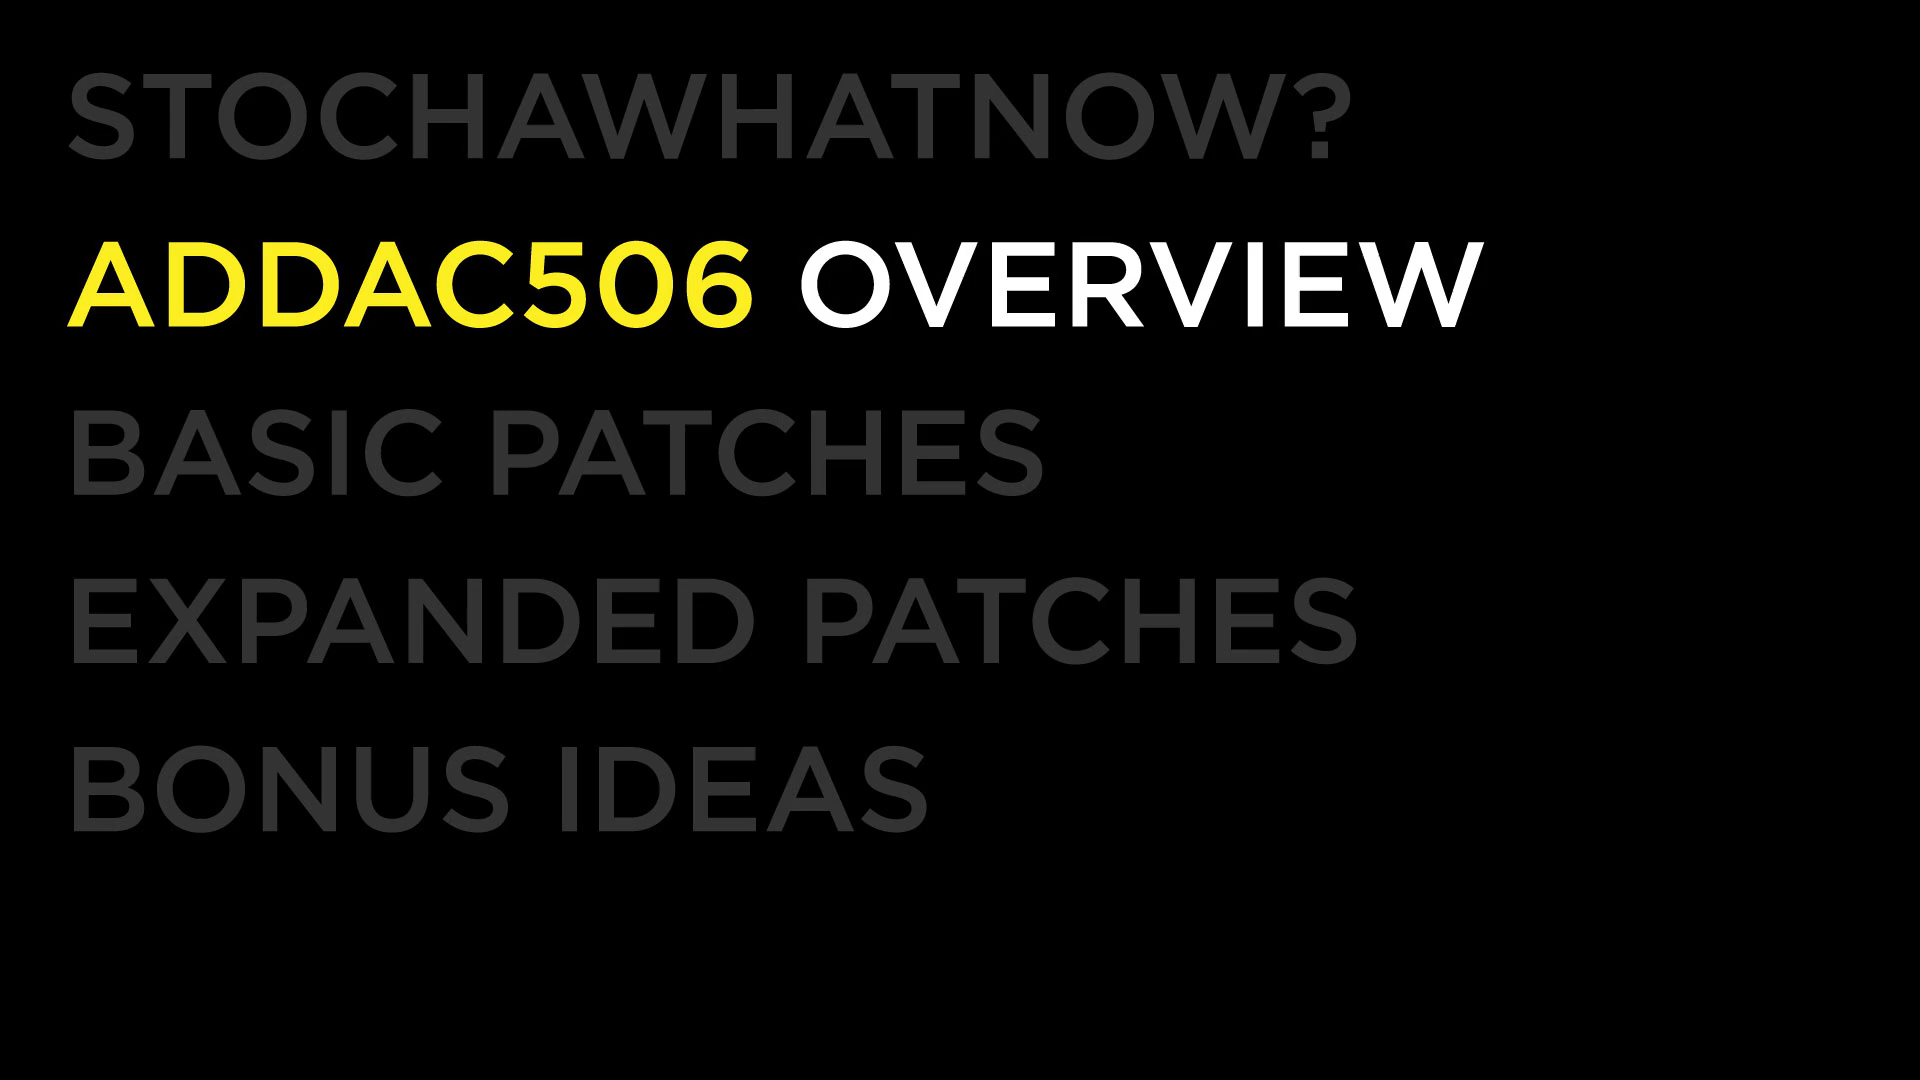 STOCHAWHATNOW?
ADDAC506 OVERVIEW
BASIC PATCHES
EXPANDED PATCHES
BONUS IDEAS